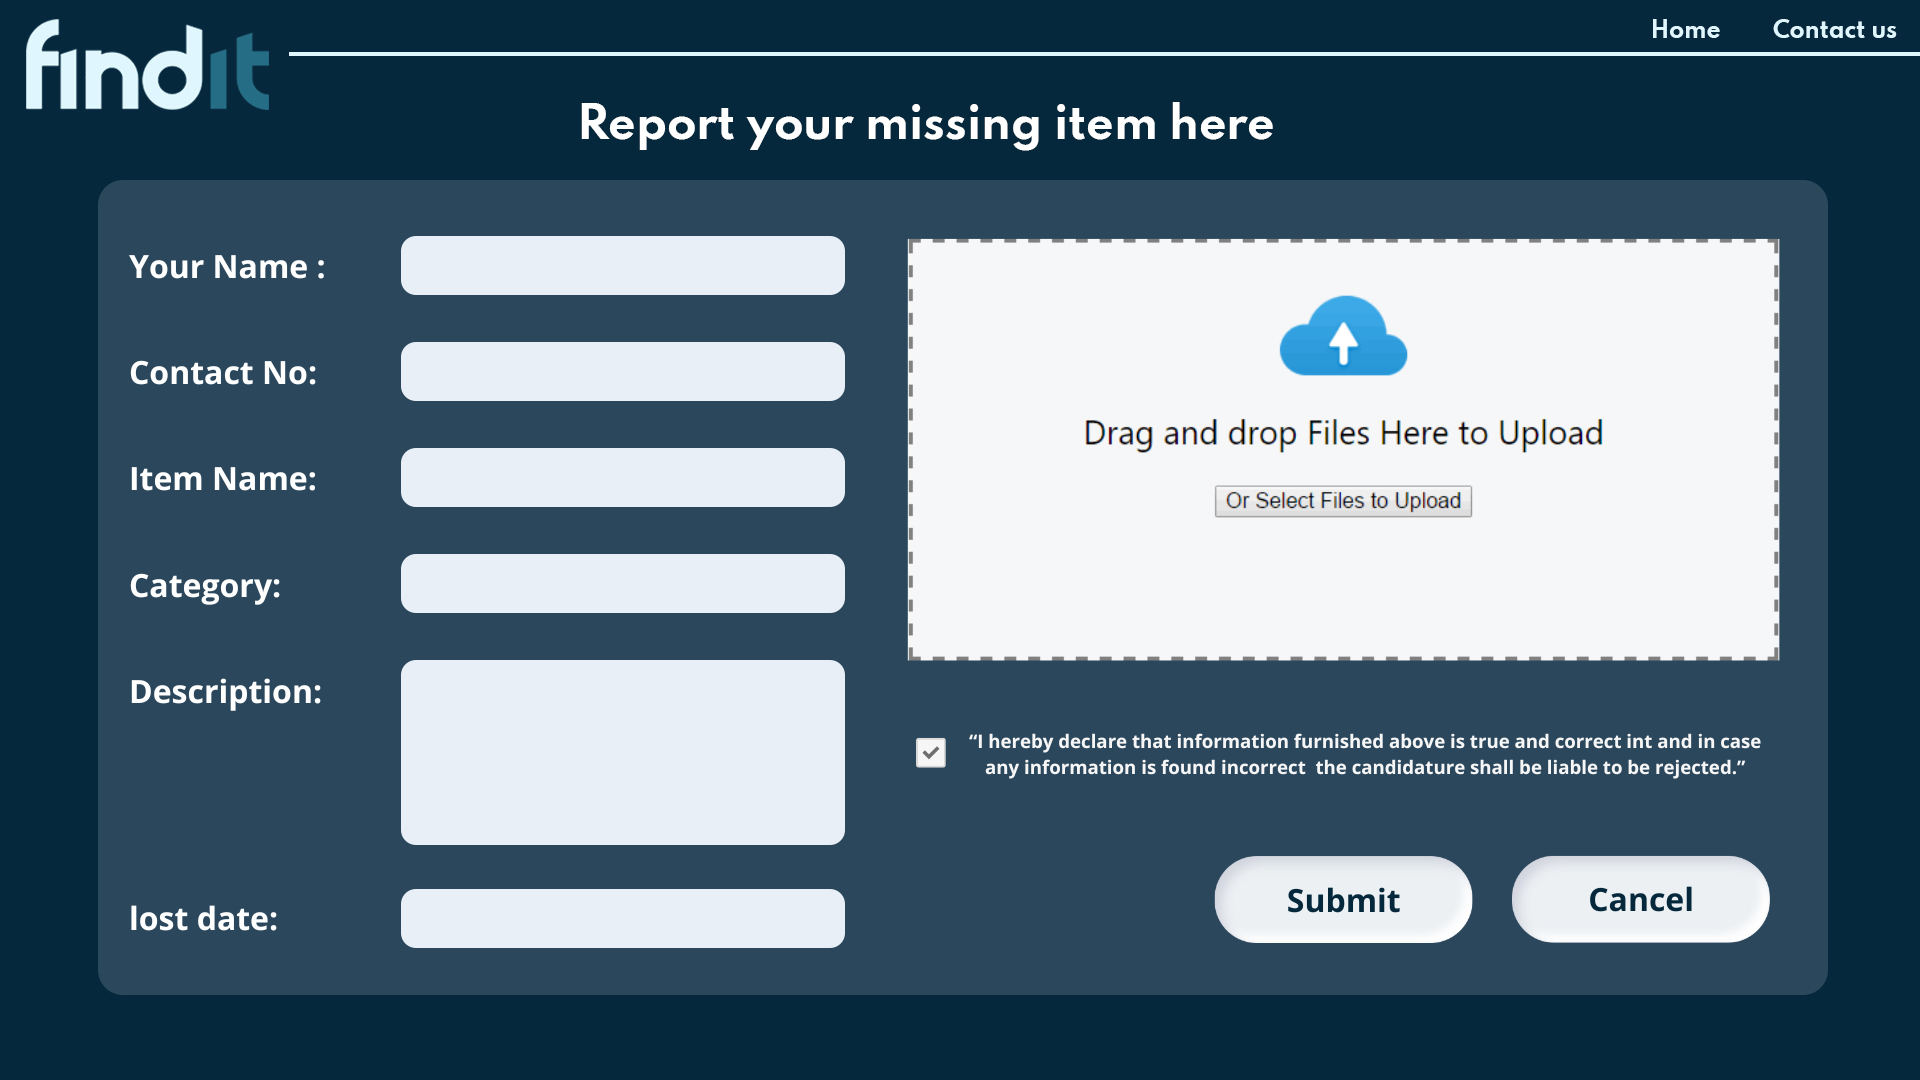 findit
Home
Contact us
Report your missing item here
Your Name :
Contact No:
Item Name:
Category:
Description:
lost date:
Drag and drop Files Here to Upload
Or Select Files to Upload
“I hereby declare that information furnished above is true and correct int and in case
any information is found incorrect  the candidature shall be liable to be rejected.”
Submit
Cancel